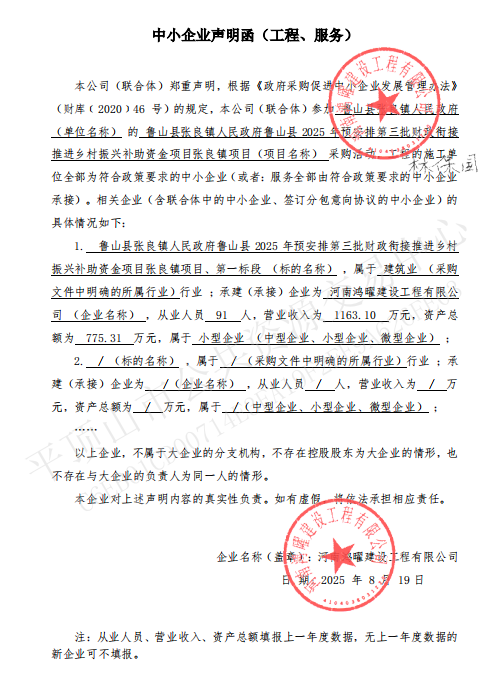 中小企业声明函（工程、服务）
本公司（联合体）郑重声明，根据《政府采购促进中小企业发展管理办法》
（财库﹝2020﹞46 号）的规定，本公司（联合体）参加 鲁山县张良镇人民政府
（单位名称） 的 鲁山县张良镇人民政府鲁山县 2025 年预安排第三批财政衔接
推进乡村振兴补助资金项目张良镇项目（项目名称） 采购活动，工程的施工单
位全部为符合政策要求的中小企业（或者：服务全部由符合政策要求的中小企业
承接）。相关企业（含联合体中的中小企业、签订分包意向协议的中小企业）的
具体情况如下：
1. 鲁山县张良镇人民政府鲁山县 2025 年预安排第三批财政衔接推进乡村
振兴补助资金项目张良镇项目、第一标段 （标的名称） ，属于 建筑业 （采购
文件中明确的所属行业）行业 ；承建（承接）企业为 河南鸿曜建设工程有限公
司 （企业名称） ，从业人员 91 人，营业收入为 1163.10 万元，资产总
额为 775.31 万元，属于 小型企业 （中型企业、小型企业、微型企业） ；
2. / （标的名称） ，属于 /（采购文件中明确的所属行业）行业 ；承
建（承接）企业为 /（企业名称） ，从业人员 / 人，营业收入为 / 万
元，资产总额为 / 万元，属于 /（中型企业、小型企业、微型企业） ；
……
以上企业，不属于大企业的分支机构，不存在控股股东为大企业的情形，也
不存在与大企业的负责人为同一人的情形。
本企业对上述声明内容的真实性负责。如有虚假，将依法承担相应责任。
企业名称（盖章）：河南鸿曜建设工程有限公司
日 期：2025 年 8 月 19 日
注：从业人员、营业收入、资产总额填报上一年度数据，无上一年度数据的
新企业可不填报。